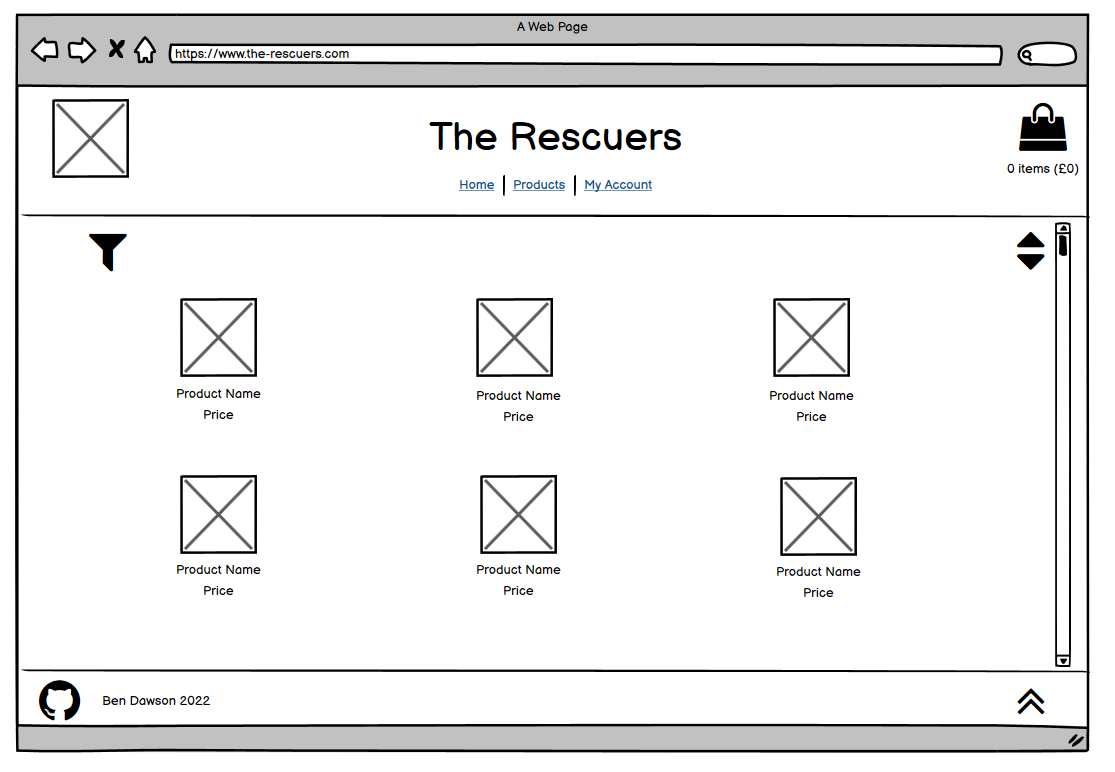 A Web Page
https://www.the-rescuers.com
The Rescuers
0 items (£0)
Home Products My Account
Product Name Product Name Product Name
Price Price Price
Product Name Product Name Product Name
Price Price Price
Ben Dawson 2022